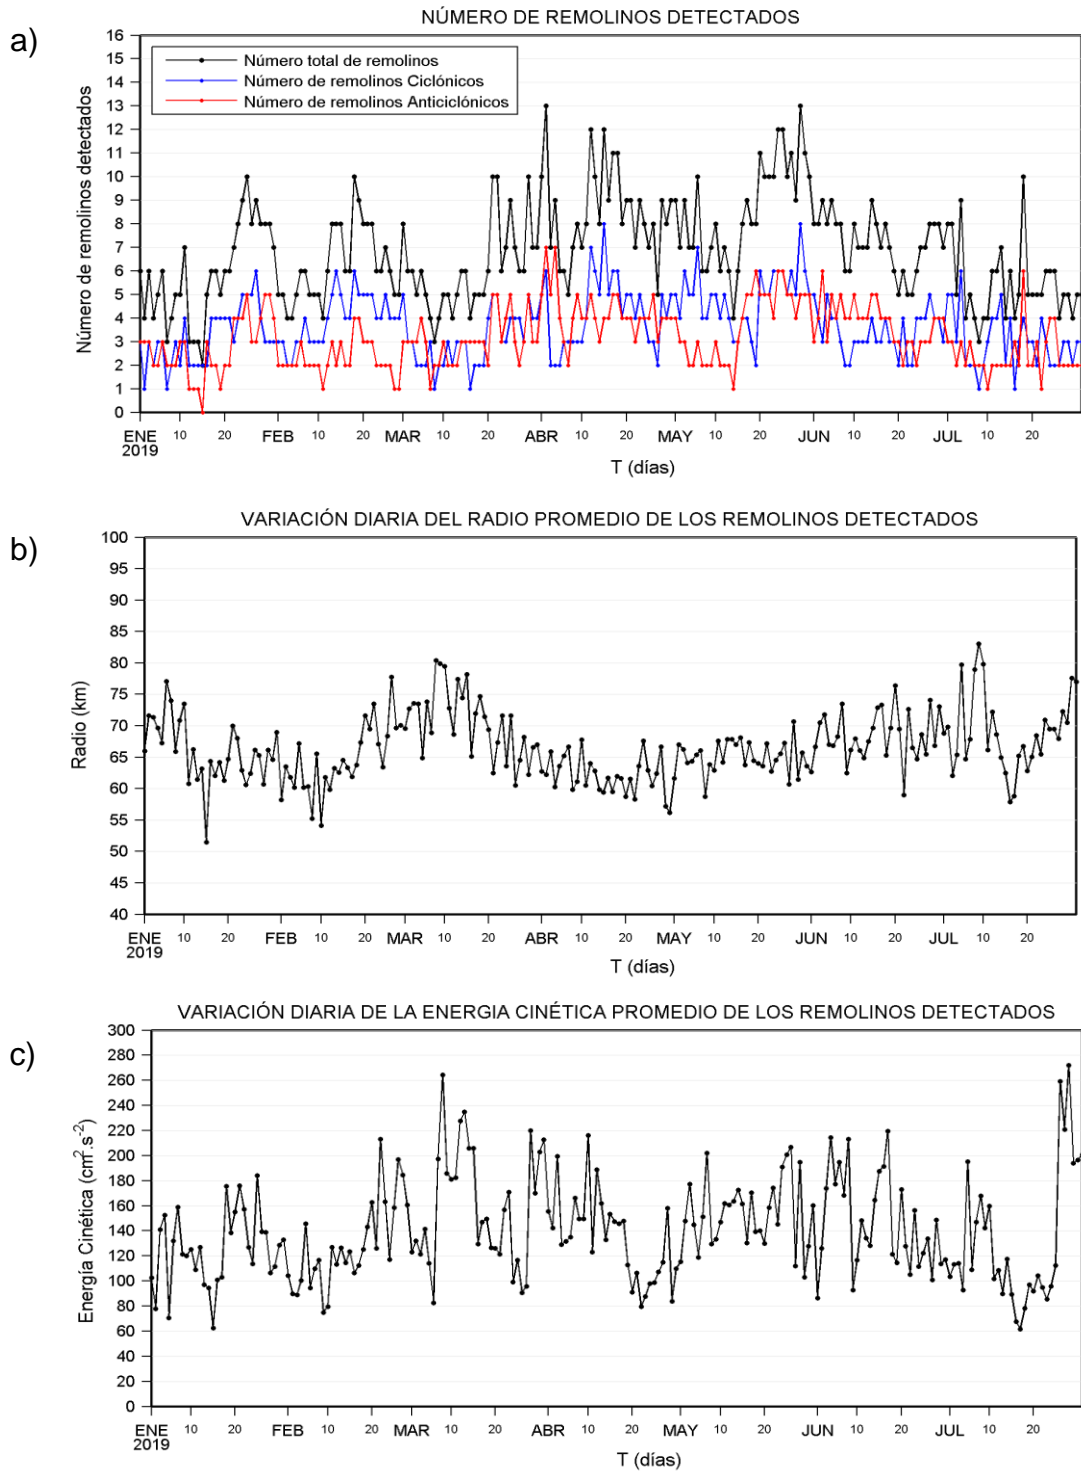 a)
NÚMERO DE REMOLINOS DETECTADOS
Número de remolinos detectados
16
15
14
13
12
11
10
9
8
7
6
5
4
3
2
1
0
Número total de remolinos
Número de remolinos Ciclónicos
Número de remolinos Anticiclónicos
ENE 10 20 FEB 10 MAR 10 20 ABR 10 20 MAY 10 20 JUN 10 20 JUL 10 20
2019
T (días)
b)
VARIACIÓN DIARIA DEL RADIO PROMEDIO DE LOS REMOLINOS DETECTADOS
Radio (km)
100
95
90
85
80
75
70
65
60
55
50
45
40
ENE 10 20 FEB 10 20 MAR 10 20 ABR 10 20 MAY 10 20 JUN 10 20 JUL 10 20
2019
T (días)
c)
VARIACIÓN DIARIA DE LA ENERGIA CINÉTICA PROMEDIO DE LOS REMOLINOS DETECTADOS
Energía Cinética (cm².s⁻²)
300
280
260
240
220
200
180
160
140
120
100
80
60
40
20
0
ENE 10 20 FEB 10 20 MAR 10 20 ABR 10 20 MAY 10 20 JUN 10 20 JUL 10 20
2019
T (días)